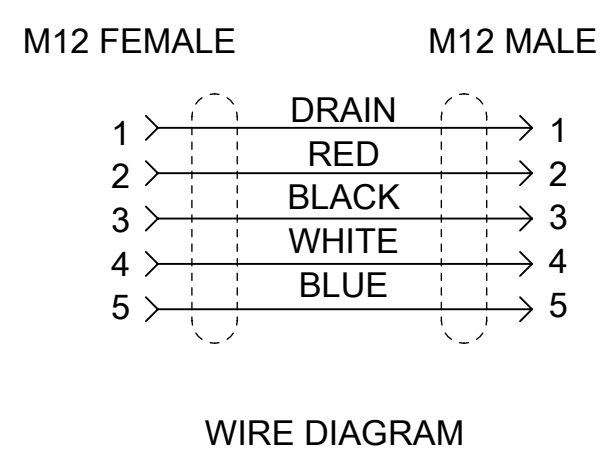 M12 FEMALE M12 MALE
1 DRAIN 1
2 RED 2
3 BLACK 3
4 WHITE 4
5 BLUE 5
WIRE DIAGRAM